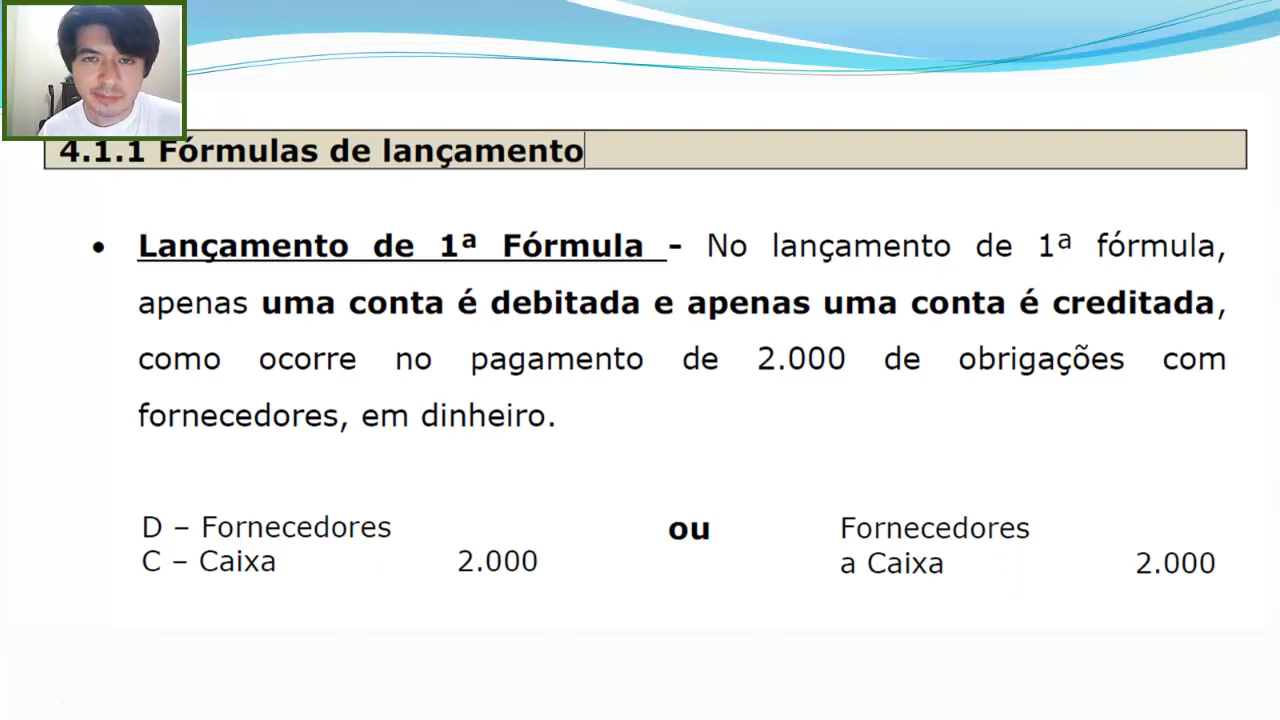 4.1.1 Fórmulas de lançamento
• Lançamento de 1ª Fórmula - No lançamento de 1ª fórmula,
apenas uma conta é debitada e apenas uma conta é creditada,
como ocorre no pagamento de 2.000 de obrigações com
fornecedores, em dinheiro.
D – Fornecedores
C – Caixa 2.000
ou
Fornecedores
a Caixa 2.000